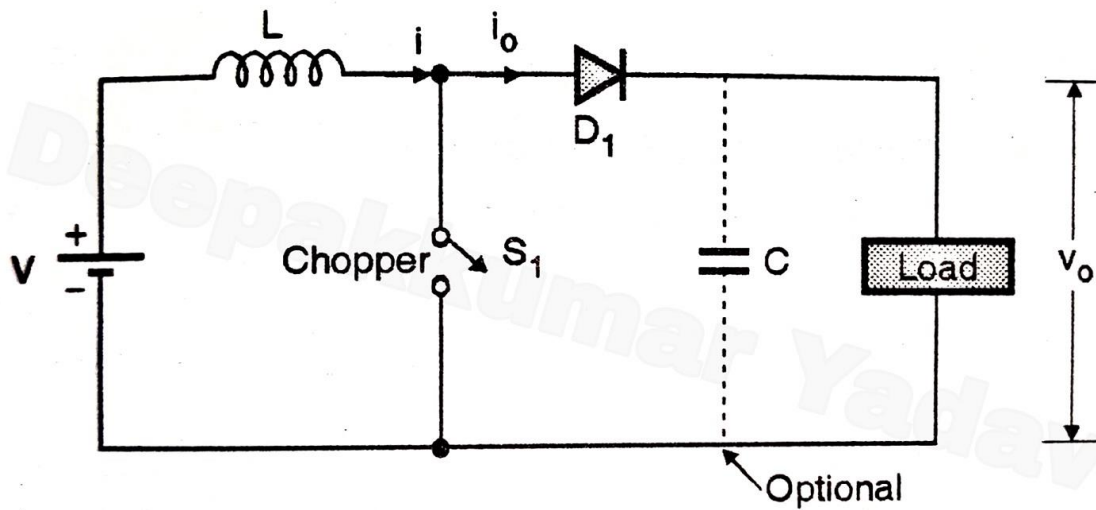 L
i
i₀
D₁
+
V
−
Chopper
S₁
C
Load
v₀
Optional
Deepakkumar Yadav